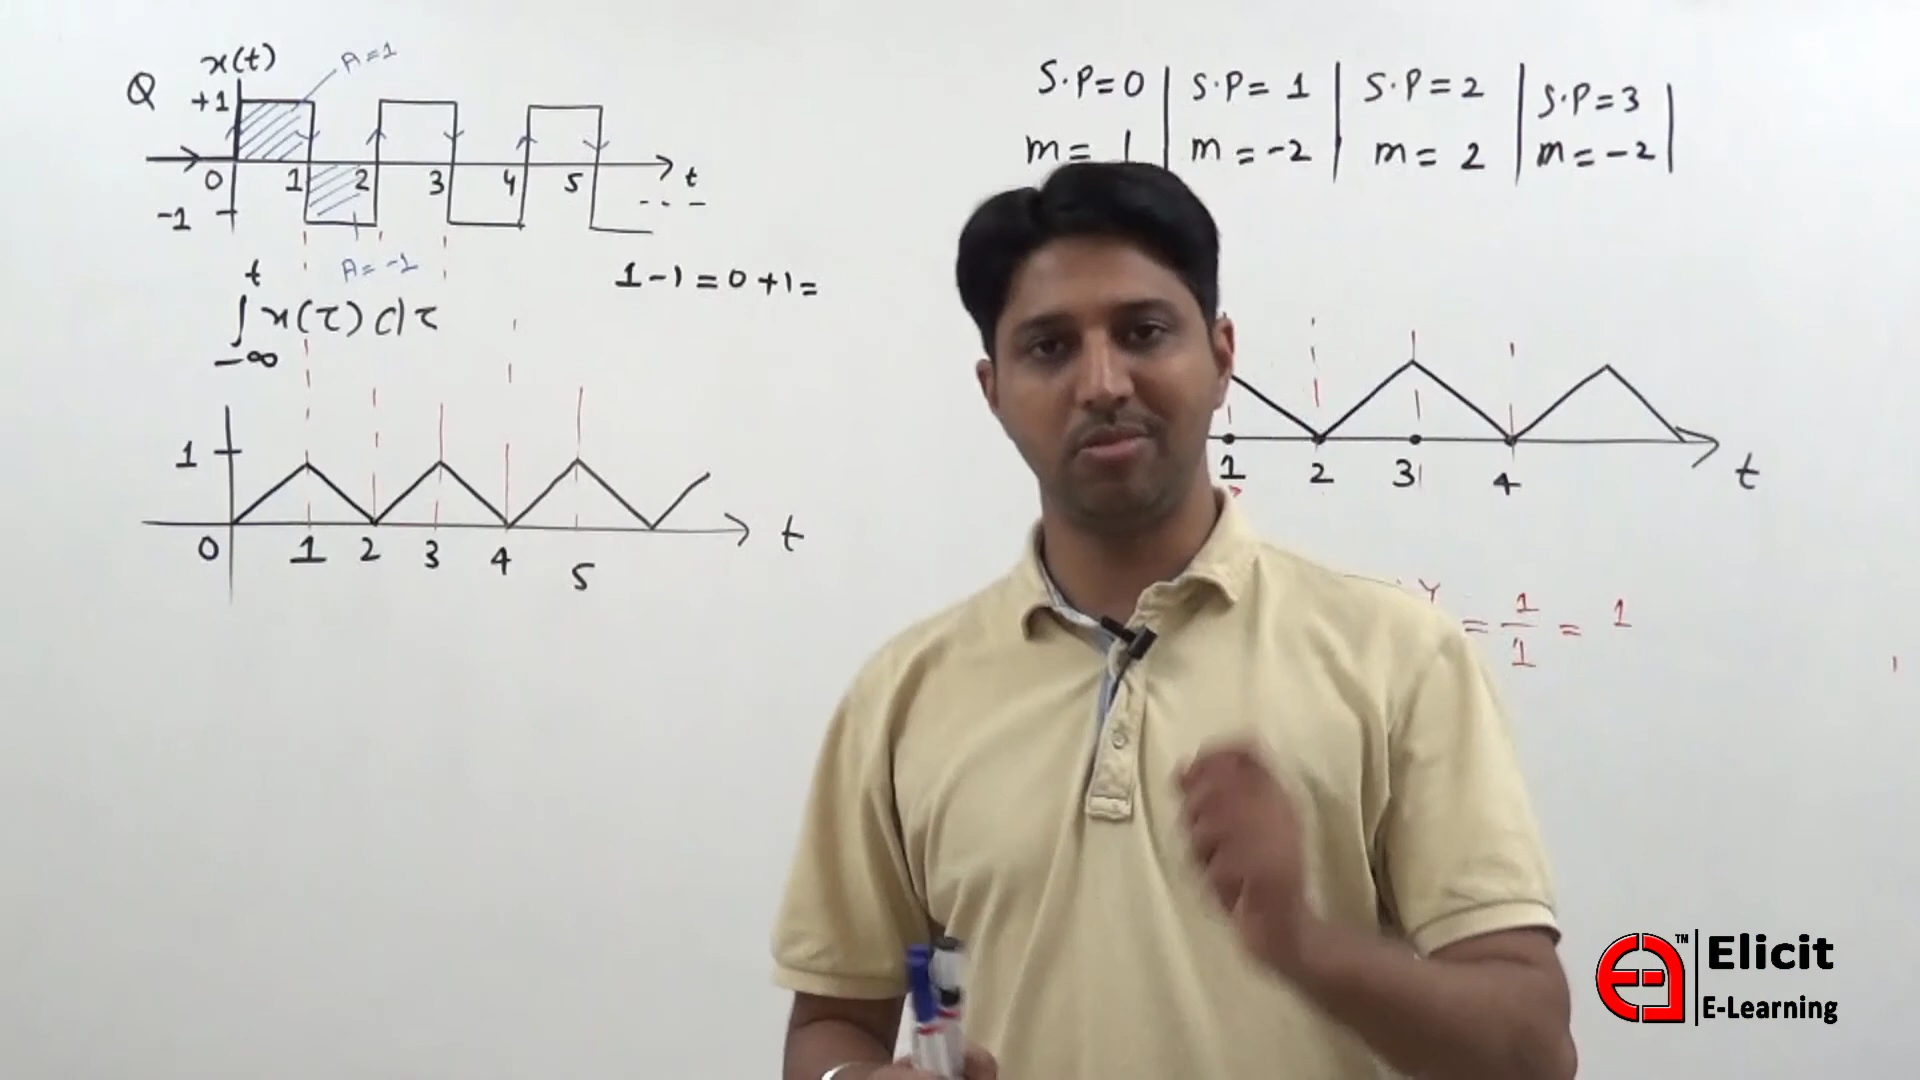 Q
x(t)
A=1
+1
0 1 2 3 4 5 t
-1
- - -
A=-1
1-1=0+1=
t
∫ x(τ) dτ
-∞
1
0 1 2 3 4 5 t
S.P=0 | S.P=1 | S.P=2 | S.P=3 |
m=1 | m=-2 | m=2 | m=-2 |
1 2 3 4 t
Y
= 1/1 = 1
TM
Elicit
E-Learning